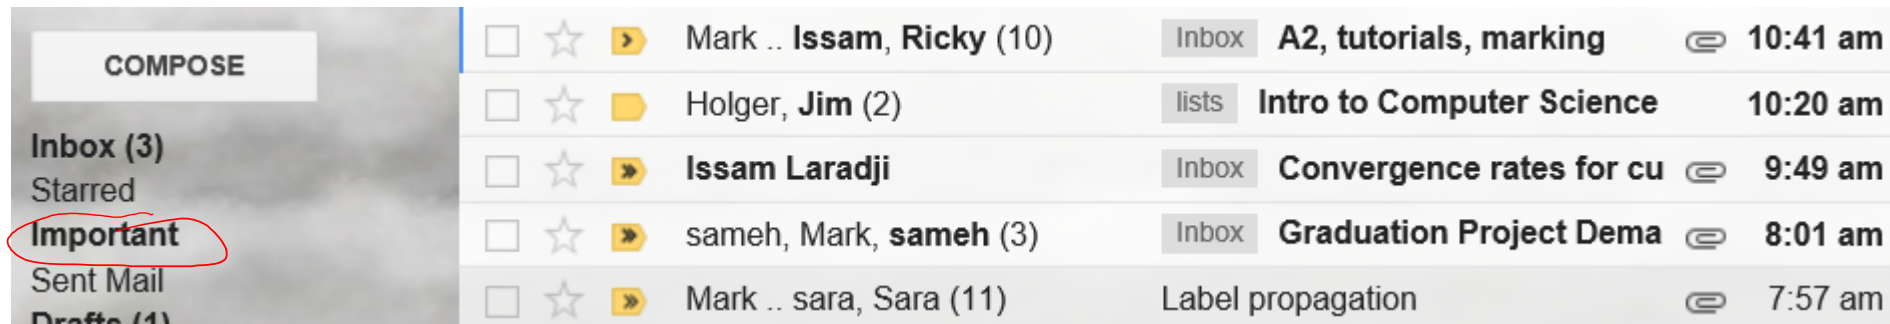 COMPOSE
Inbox (3)
Starred
Important
Sent Mail
Drafts (1)
Mark .. Issam, Ricky (10) Inbox A2, tutorials, marking 10:41 am
Holger, Jim (2) lists Intro to Computer Science 10:20 am
Issam Laradji Inbox Convergence rates for cu 9:49 am
sameh, Mark, sameh (3) Inbox Graduation Project Dema 8:01 am
Mark .. sara, Sara (11) Label propagation 7:57 am